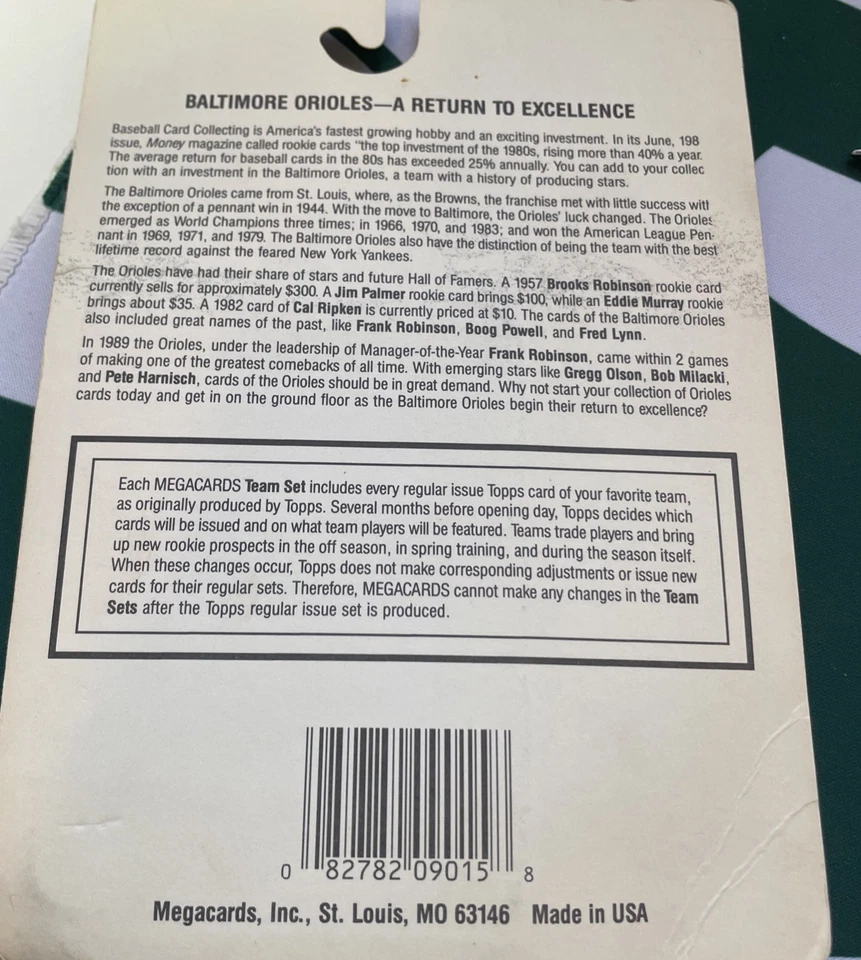 BALTIMORE ORIOLES—A RETURN TO EXCELLENCE
Baseball Card Collecting is America's fastest growing hobby and an exciting investment. In its June, 198
issue, Money magazine called rookie cards "the top investment of the 1980s, rising more than 40% a year.
The average return for baseball cards in the 80s has exceeded 25% annually. You can add to your collec
tion with an investment in the Baltimore Orioles, a team with a history of producing stars.
The Baltimore Orioles came from St. Louis, where, as the Browns, the franchise met with little success with
the exception of a pennant win in 1944. With the move to Baltimore, the Orioles' luck changed. The Orioles
emerged as World Champions three times; in 1966, 1970, and 1983; and won the American League Pen-
nant in 1969, 1971, and 1979. The Baltimore Orioles also have the distinction of being the team with the best
lifetime record against the feared New York Yankees.
The Orioles have had their share of stars and future Hall of Famers. A 1957 Brooks Robinson rookie card
currently sells for approximately $300. A Jim Palmer rookie card brings $100, while an Eddie Murray rookie
brings about $35. A 1982 card of Cal Ripken is currently priced at $10. The cards of the Baltimore Orioles
also included great names of the past, like Frank Robinson, Boog Powell, and Fred Lynn.
In 1989 the Orioles, under the leadership of Manager-of-the-Year Frank Robinson, came within 2 games
of making one of the greatest comebacks of all time. With emerging stars like Gregg Olson, Bob Milacki,
and Pete Harnisch, cards of the Orioles should be in great demand. Why not start your collection of Orioles
cards today and get in on the ground floor as the Baltimore Orioles begin their return to excellence?
Each MEGACARDS Team Set includes every regular issue Topps card of your favorite team,
as originally produced by Topps. Several months before opening day, Topps decides which
cards will be issued and on what team players will be featured. Teams trade players and bring
up new rookie prospects in the off season, in spring training, and during the season itself.
When these changes occur, Topps does not make corresponding adjustments or issue new
cards for their regular sets. Therefore, MEGACARDS cannot make any changes in the Team
Sets after the Topps regular issue set is produced.
0 82782 09015 8
Megacards, Inc., St. Louis, MO 63146 Made in USA